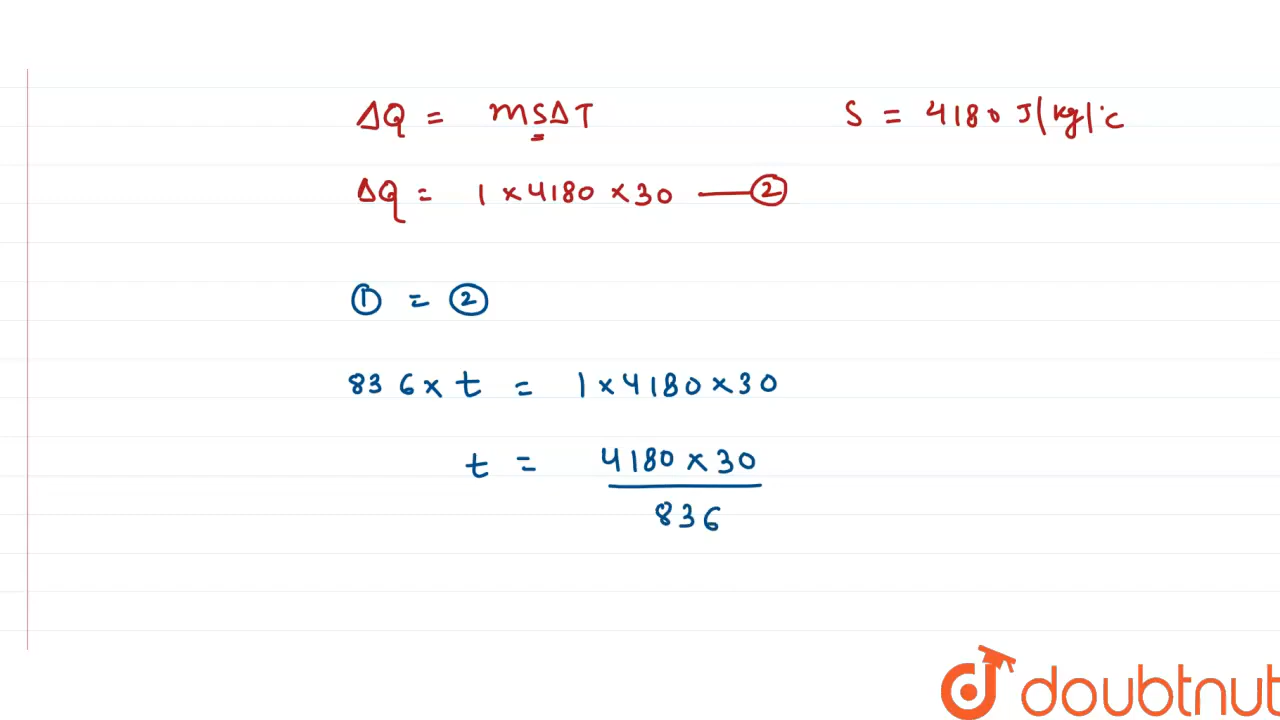 ΔQ = msΔT S = 4180 J/kg/°C
ΔQ = 1 × 4180 × 30 — ②
① = ②
836 × t = 1 × 4180 × 30
t = 4180 × 30
836
doubtnut